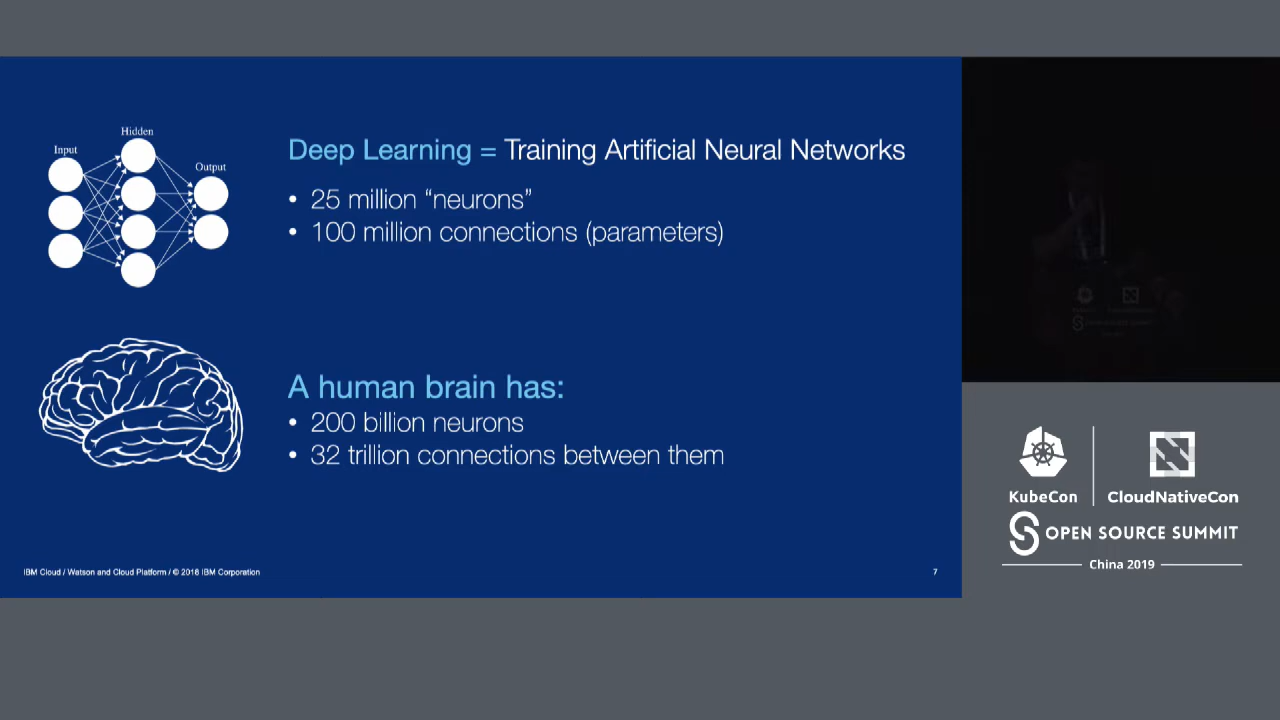 Hidden
Input
Output
Deep Learning = Training Artificial Neural Networks
• 25 million “neurons”
• 100 million connections (parameters)
A human brain has:
• 200 billion neurons
• 32 trillion connections between them
IBM Cloud / Watson and Cloud Platform / © 2018 IBM Corporation
7
KubeCon
CloudNativeCon
OPEN SOURCE SUMMIT
China 2019